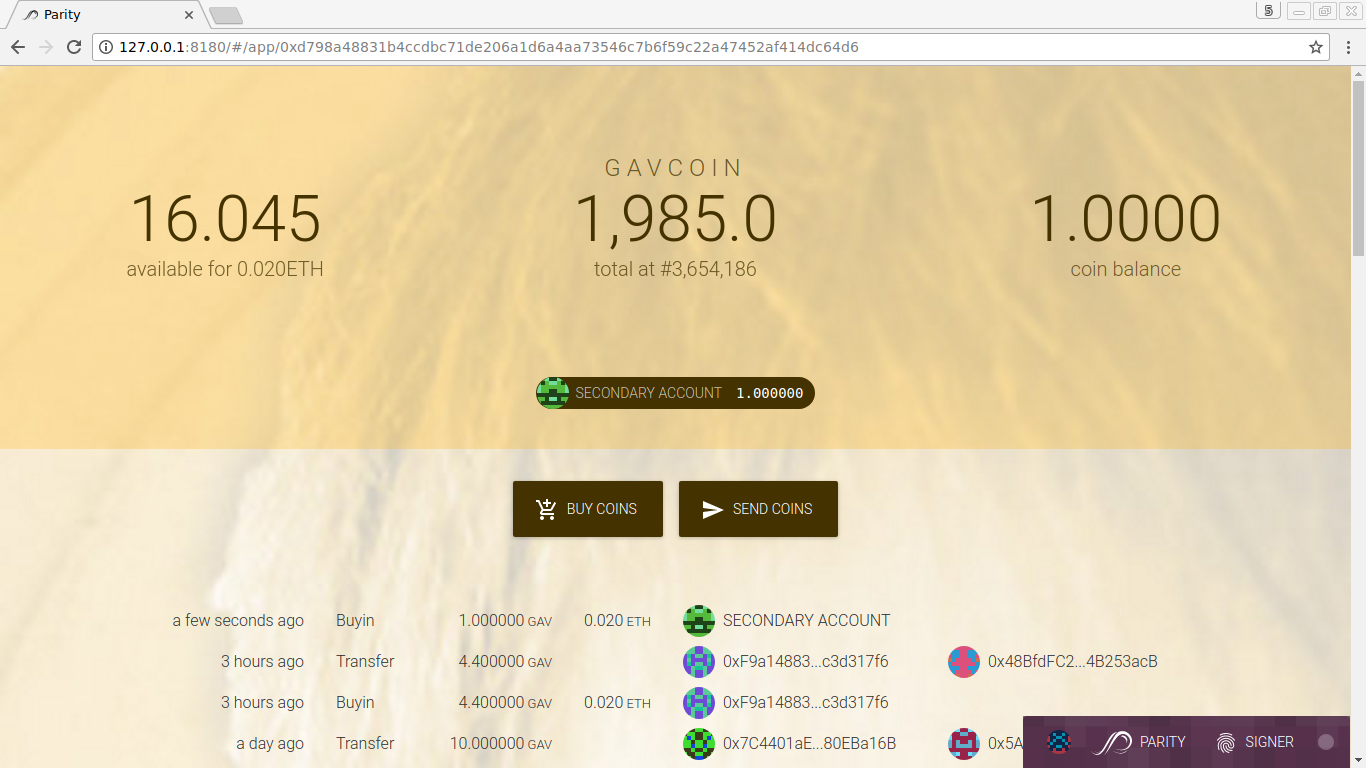 Parity
5
127.0.0.1:8180/#/app/0xd798a48831b4ccdbc71de206a1d6a4aa73546c7b6f59c22a47452af414dc64d6
GAVCOIN
16.045 1,985.0 1.0000
available for 0.020ETH total at #3,654,186 coin balance
SECONDARY ACCOUNT 1.000000
BUY COINS SEND COINS
a few seconds ago Buyin 1.000000 GAV 0.020 ETH SECONDARY ACCOUNT
3 hours ago Transfer 4.400000 GAV 0xF9a14883...c3d317f6 0x48BfdFC2...4B253acB
3 hours ago Buyin 4.400000 GAV 0.020 ETH 0xF9a14883...c3d317f6
a day ago Transfer 10.000000 GAV 0x7C4401aE...80EBa16B 0x5A
PARITY SIGNER